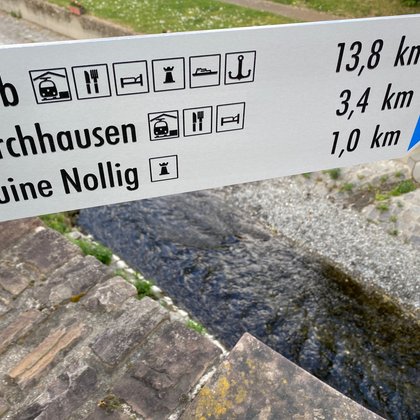 b 13,8 km
rchhausen 3,4 km
uine Nollig 1,0 km